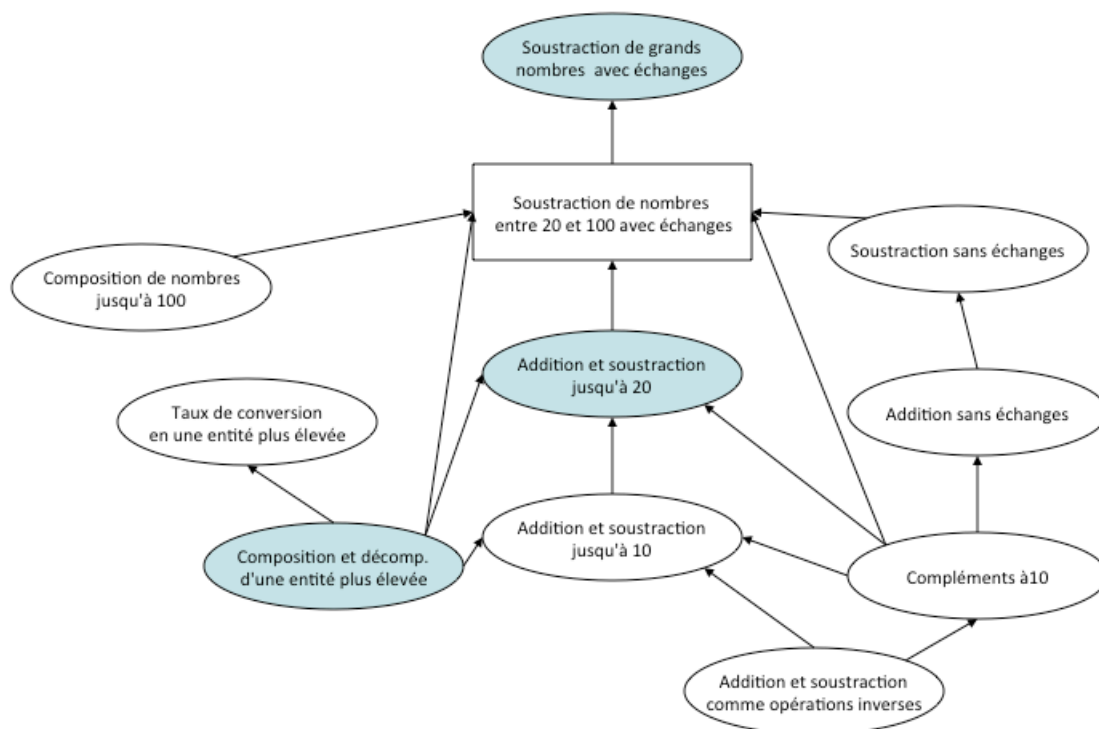 Soustraction de grands
nombres avec échanges
Soustraction de nombres
entre 20 et 100 avec échanges
Composition de nombres
jusqu'à 100
Soustraction sans échanges
Addition et soustraction
jusqu'à 20
Taux de conversion
en une entité plus élevée
Addition sans échanges
Addition et soustraction
jusqu'à 10
Composition et décomp.
d'une entité plus élevée
Compléments à10
Addition et soustraction
comme opérations inverses